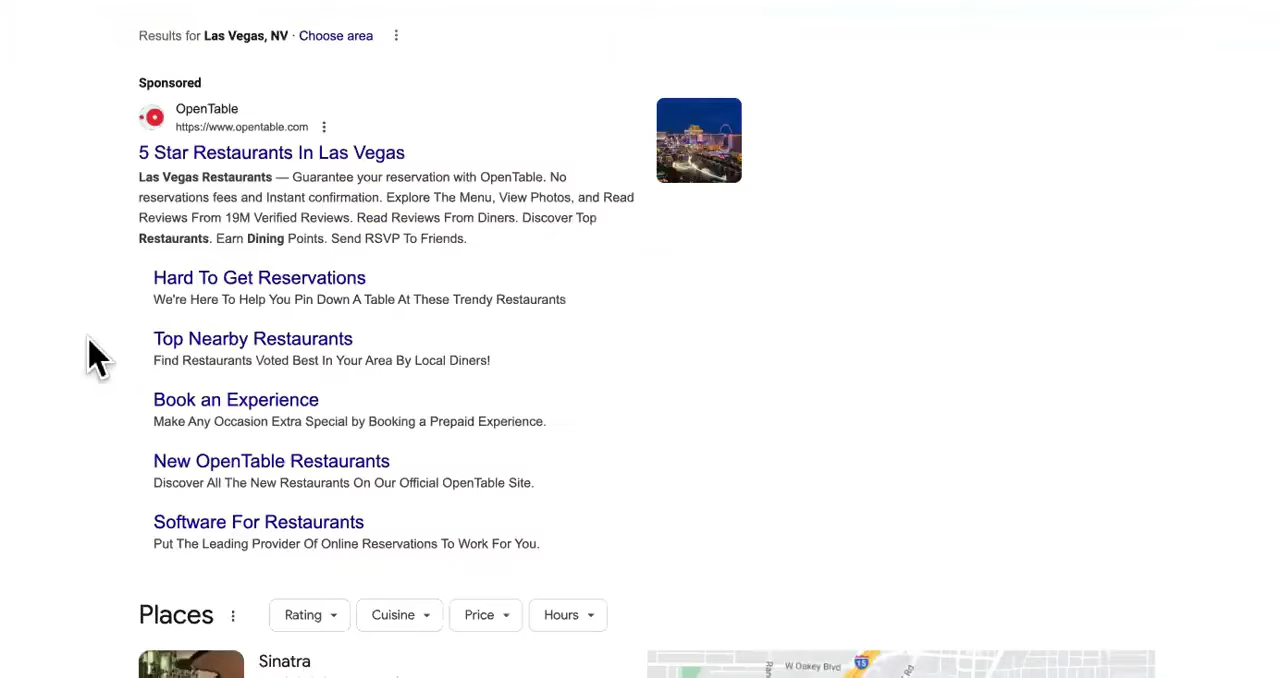 Results for Las Vegas, NV · Choose area
Sponsored
OpenTable
https://www.opentable.com
5 Star Restaurants In Las Vegas
Las Vegas Restaurants — Guarantee your reservation with OpenTable. No
reservations fees and Instant confirmation. Explore The Menu, View Photos, and Read
Reviews From 19M Verified Reviews. Read Reviews From Diners. Discover Top
Restaurants. Earn Dining Points. Send RSVP To Friends.
Hard To Get Reservations
We're Here To Help You Pin Down A Table At These Trendy Restaurants
Top Nearby Restaurants
Find Restaurants Voted Best In Your Area By Local Diners!
Book an Experience
Make Any Occasion Extra Special by Booking a Prepaid Experience.
New OpenTable Restaurants
Discover All The New Restaurants On Our Official OpenTable Site.
Software For Restaurants
Put The Leading Provider Of Online Reservations To Work For You.
Places
Rating
Cuisine
Price
Hours
Sinatra
W Oakey Blvd
15
Rd